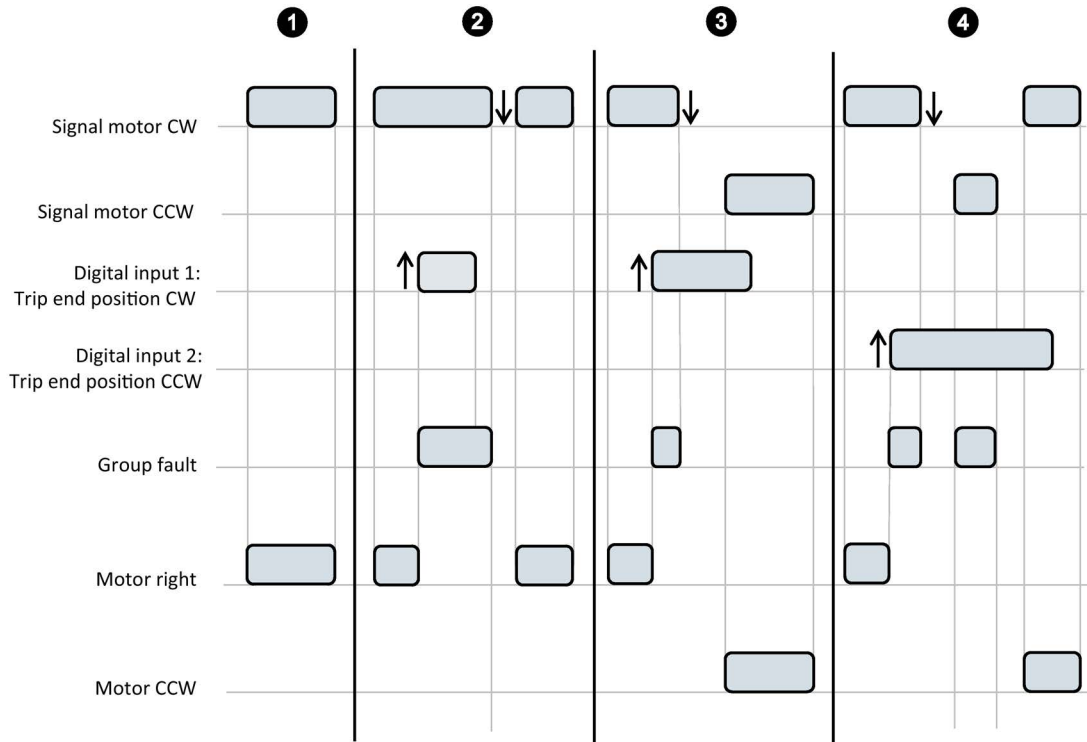 1
2
3
4
Signal motor CW
Signal motor CCW
Digital input 1:
Trip end position CW
Digital input 2:
Trip end position CCW
Group fault
Motor right
Motor CCW